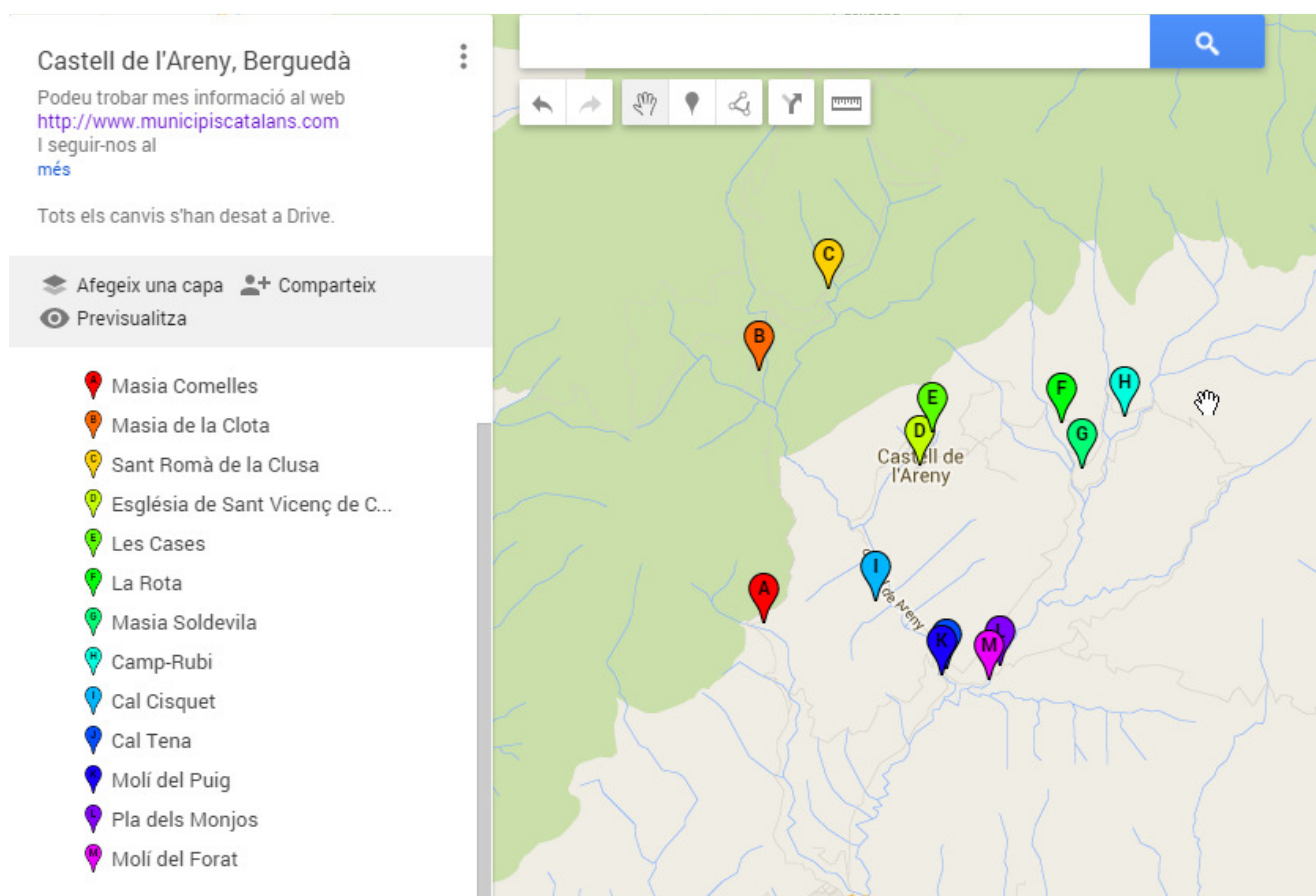 Castell de l'Areny, Berguedà
Podeu trobar mes informació al web
http://www.municipiscatalans.com
I seguir-nos al
més
Tots els canvis s'han desat a Drive.
Afegeix una capa Comparteix
Previsualitza
A Masia Comelles
B Masia de la Clota
C Sant Romà de la Clusa
D Església de Sant Vicenç de C...
E Les Cases
F La Rota
G Masia Soldevila
H Camp-Rubi
I Cal Cisquet
J Cal Tena
K Molí del Puig
L Pla dels Monjos
M Molí del Forat
C
B
E
F
H
D
G
Castell de
l'Areny
I
A
de Areny
K
L
M